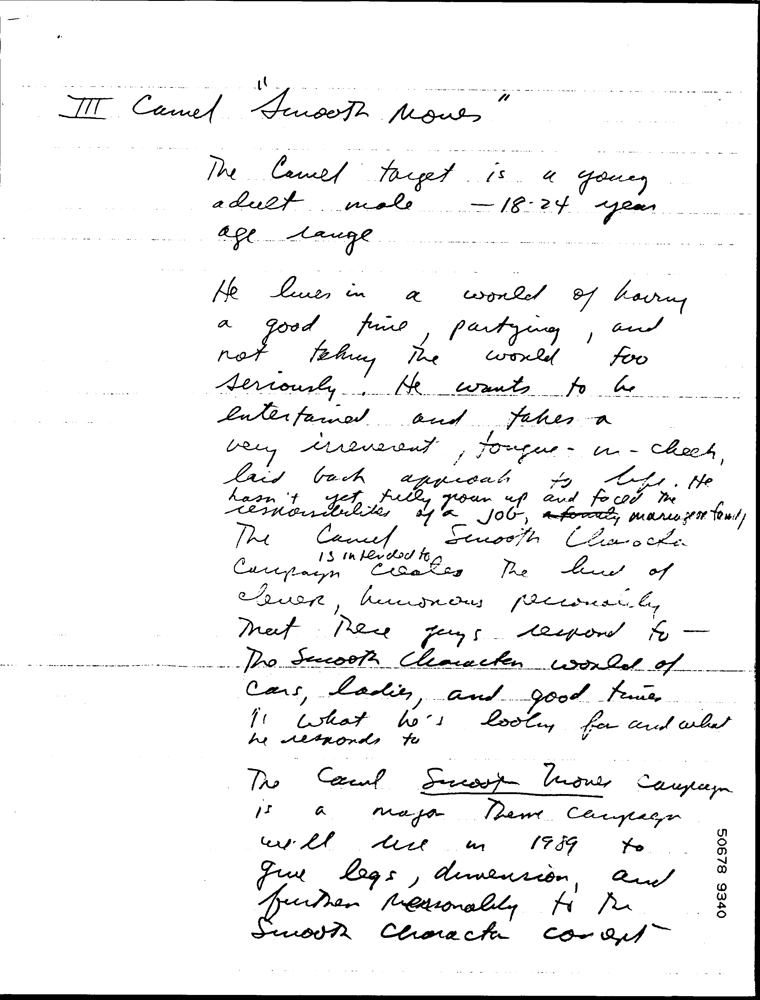 III Camel "Smooth Moves"
The Camel target is a young
adult male – 18-24 year
age range
He lives in a world of having
a good time, partying, and
not taking the world too
seriously. He wants to be
entertained and takes a
very irreverent, tongue-in-cheek,
laid back approach to life. He
hasn't yet fully grown up and faced the
responsibilities of a job, a family marriage or family
The Camel Smooth Character
is intended to
Campaign creates the kind of
clever, humorous personality
that these guys respond to –
The Smooth Character world of
cars, ladies, and good times
is what he's looking for and what
he responds to
The Camel Smooth Moves campaign
is a major theme campaign
we'll use in 1989 to
give legs, dimension, and
further personality to the
Smooth Character concept
50678 9340